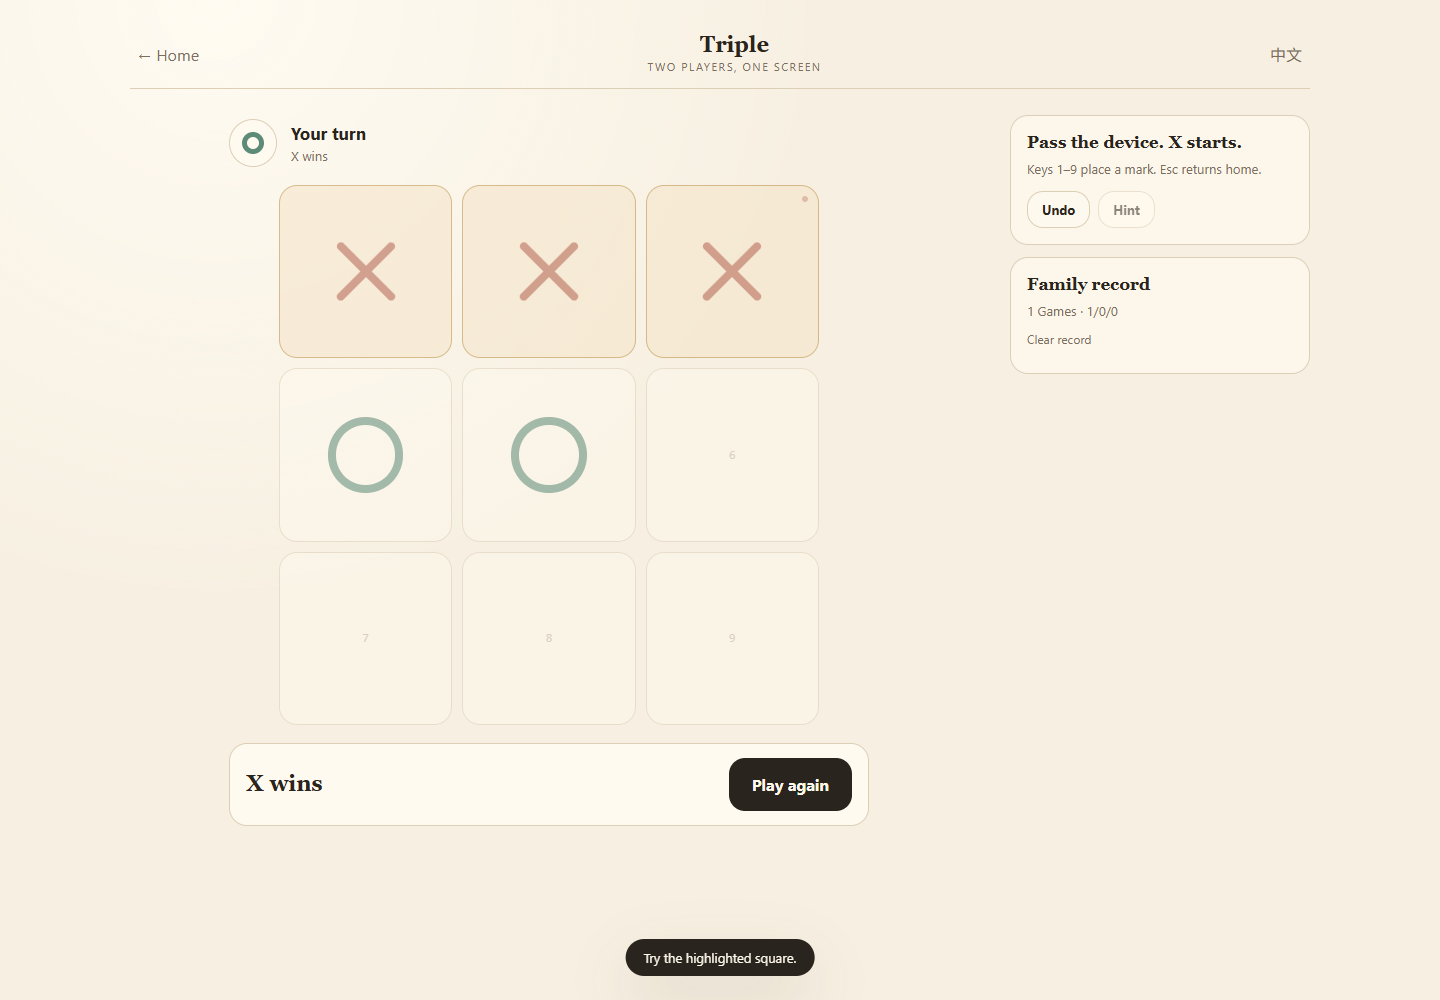 ← Home
Triple
TWO PLAYERS, ONE SCREEN
中文
Your turn
X wins
6
7
8
9
X wins
Play again
Pass the device. X starts.
Keys 1–9 place a mark. Esc returns home.
Undo
Hint
Family record
1 Games · 1/0/0
Clear record
Try the highlighted square.